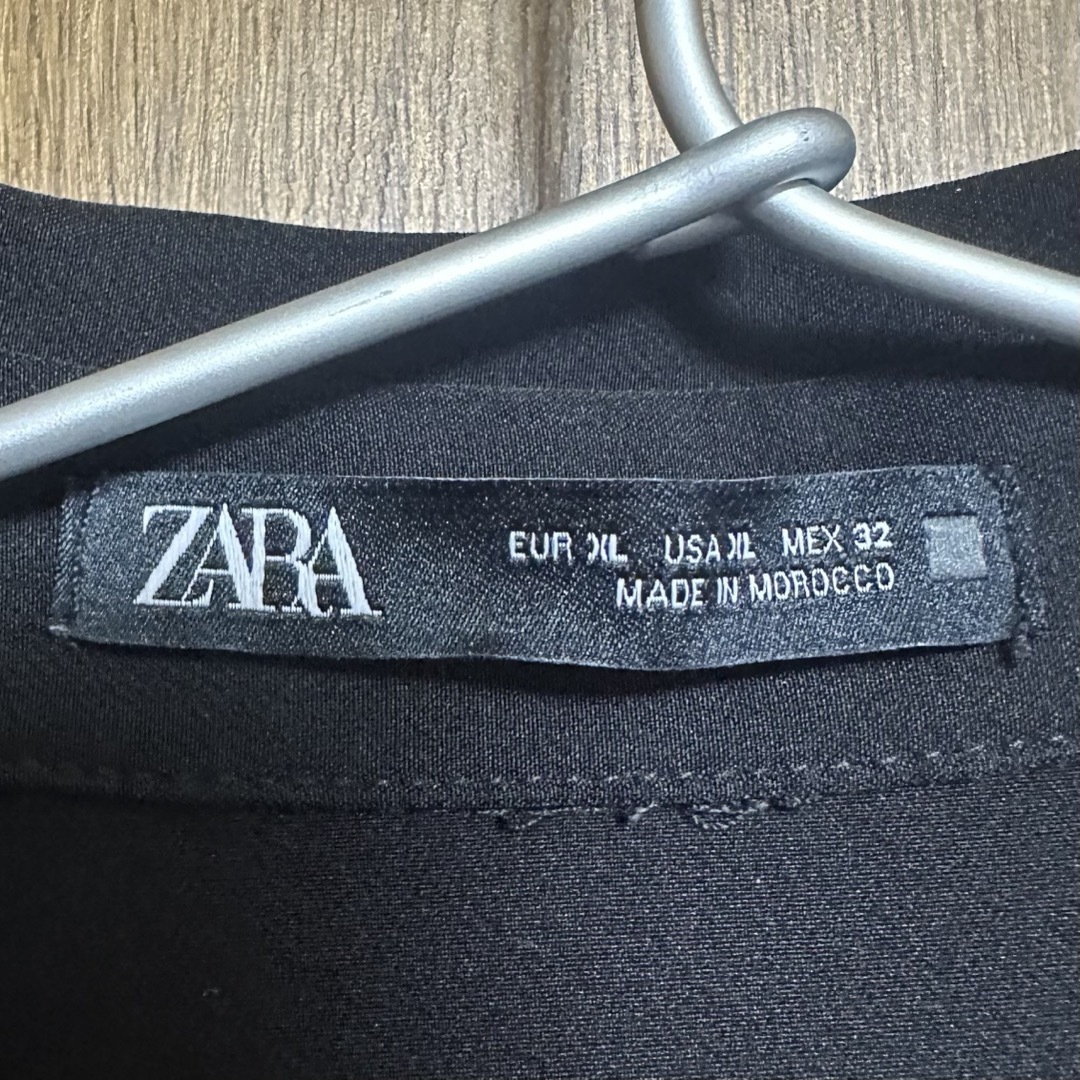 ZARA
EUR XL USA XL MEX 32
MADE IN MOROCCO